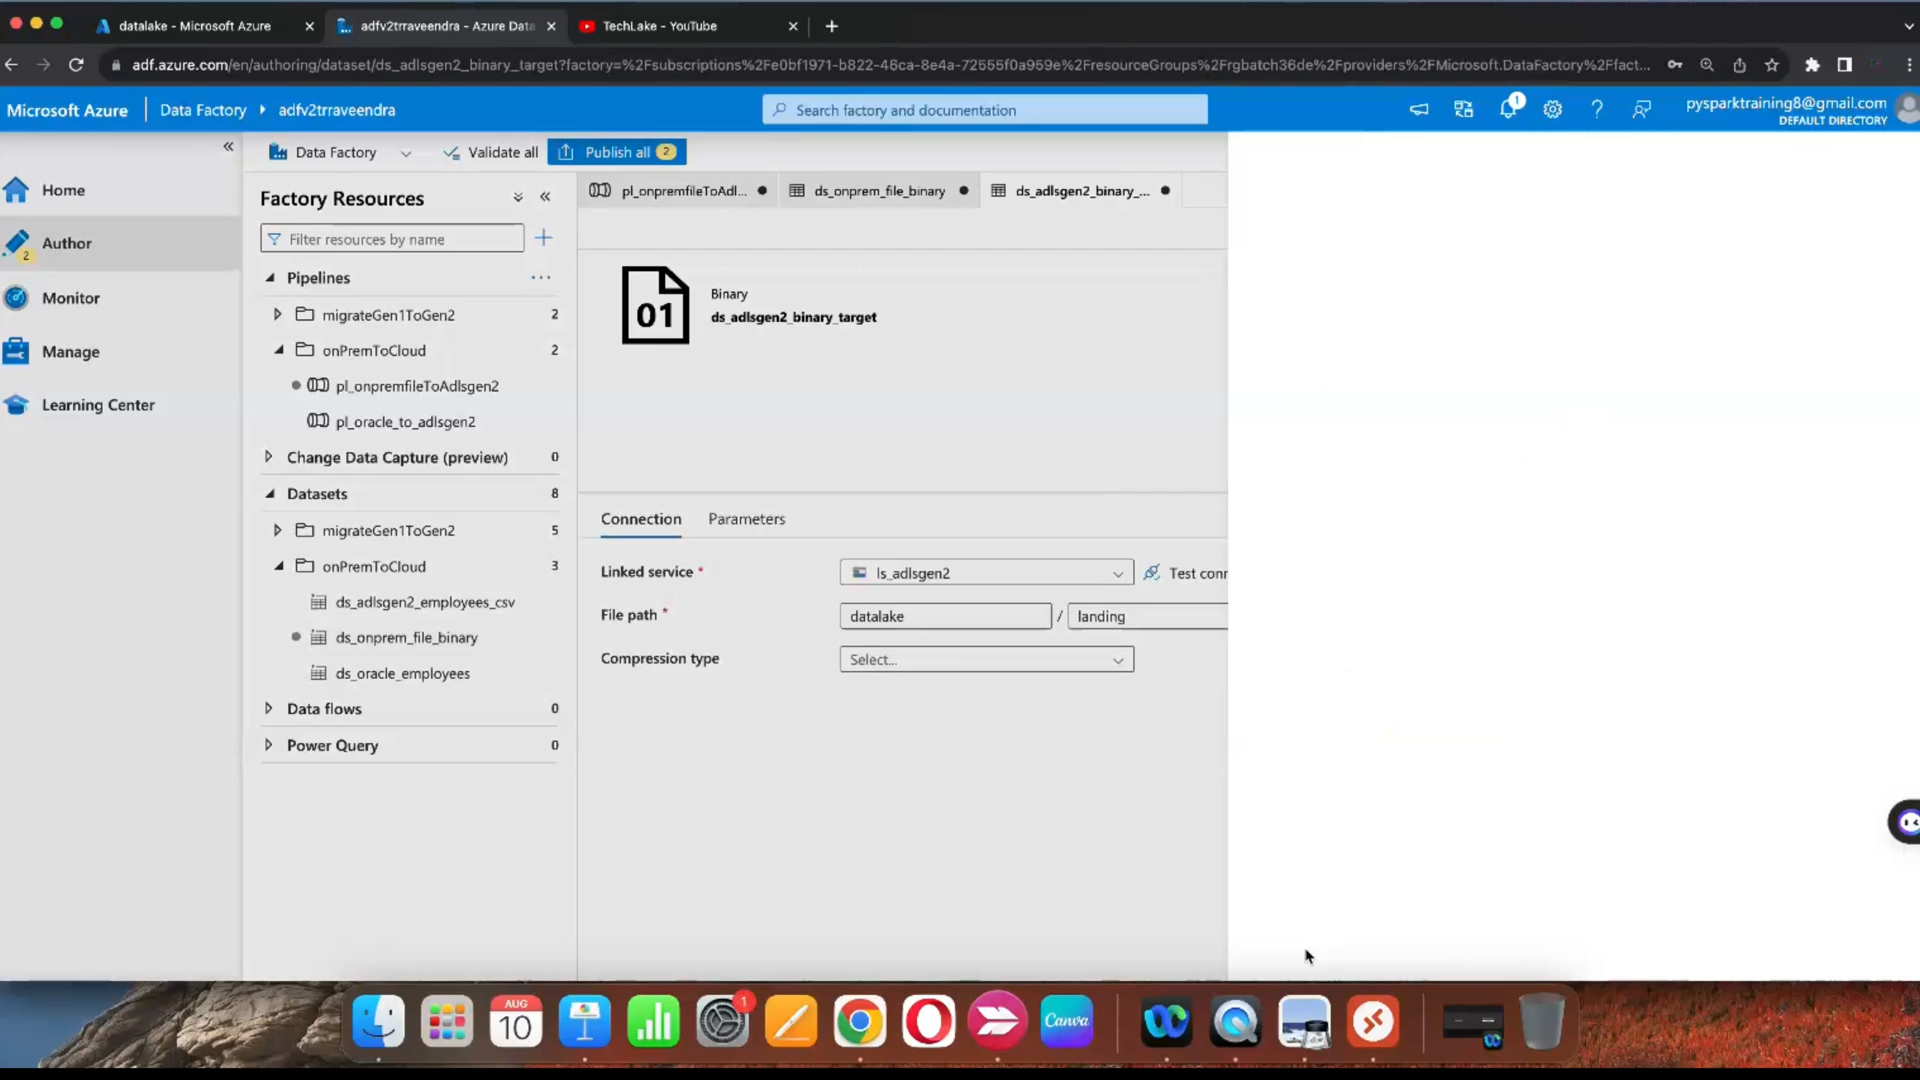 datalake - Microsoft Azure
adfv2trraveendra - Azure Data
TechLake - YouTube
adf.azure.com/en/authoring/dataset/ds_adlsgen2_binary_target?factory=%2Fsubscriptions%2Fe0bf1971-b822-46ca-8e4a-72555f0a959e%2FresourceGroups%2Frgbatch36de%2Fproviders%2FMicrosoft.DataFactory%2Ffact...
Microsoft Azure
Data Factory
adfv2trraveendra
Search factory and documentation
1
pysparktraining8@gmail.com
DEFAULT DIRECTORY
Home
Author
2
Monitor
Manage
Learning Center
Data Factory
Validate all
Publish all 2
Factory Resources
Filter resources by name
Pipelines
migrateGen1ToGen2 2
onPremToCloud 2
pl_onpremfileToAdlsgen2
pl_oracle_to_adlsgen2
Change Data Capture (preview) 0
Datasets 8
migrateGen1ToGen2 5
onPremToCloud 3
ds_adlsgen2_employees_csv
ds_onprem_file_binary
ds_oracle_employees
Data flows 0
Power Query 0
pl_onpremfileToAdl...
ds_onprem_file_binary
ds_adlsgen2_binary_...
01
Binary
ds_adlsgen2_binary_target
Connection
Parameters
Linked service *
ls_adlsgen2
Test conn
File path *
datalake / landing
Compression type
Select...
AUG
10
1
Canva